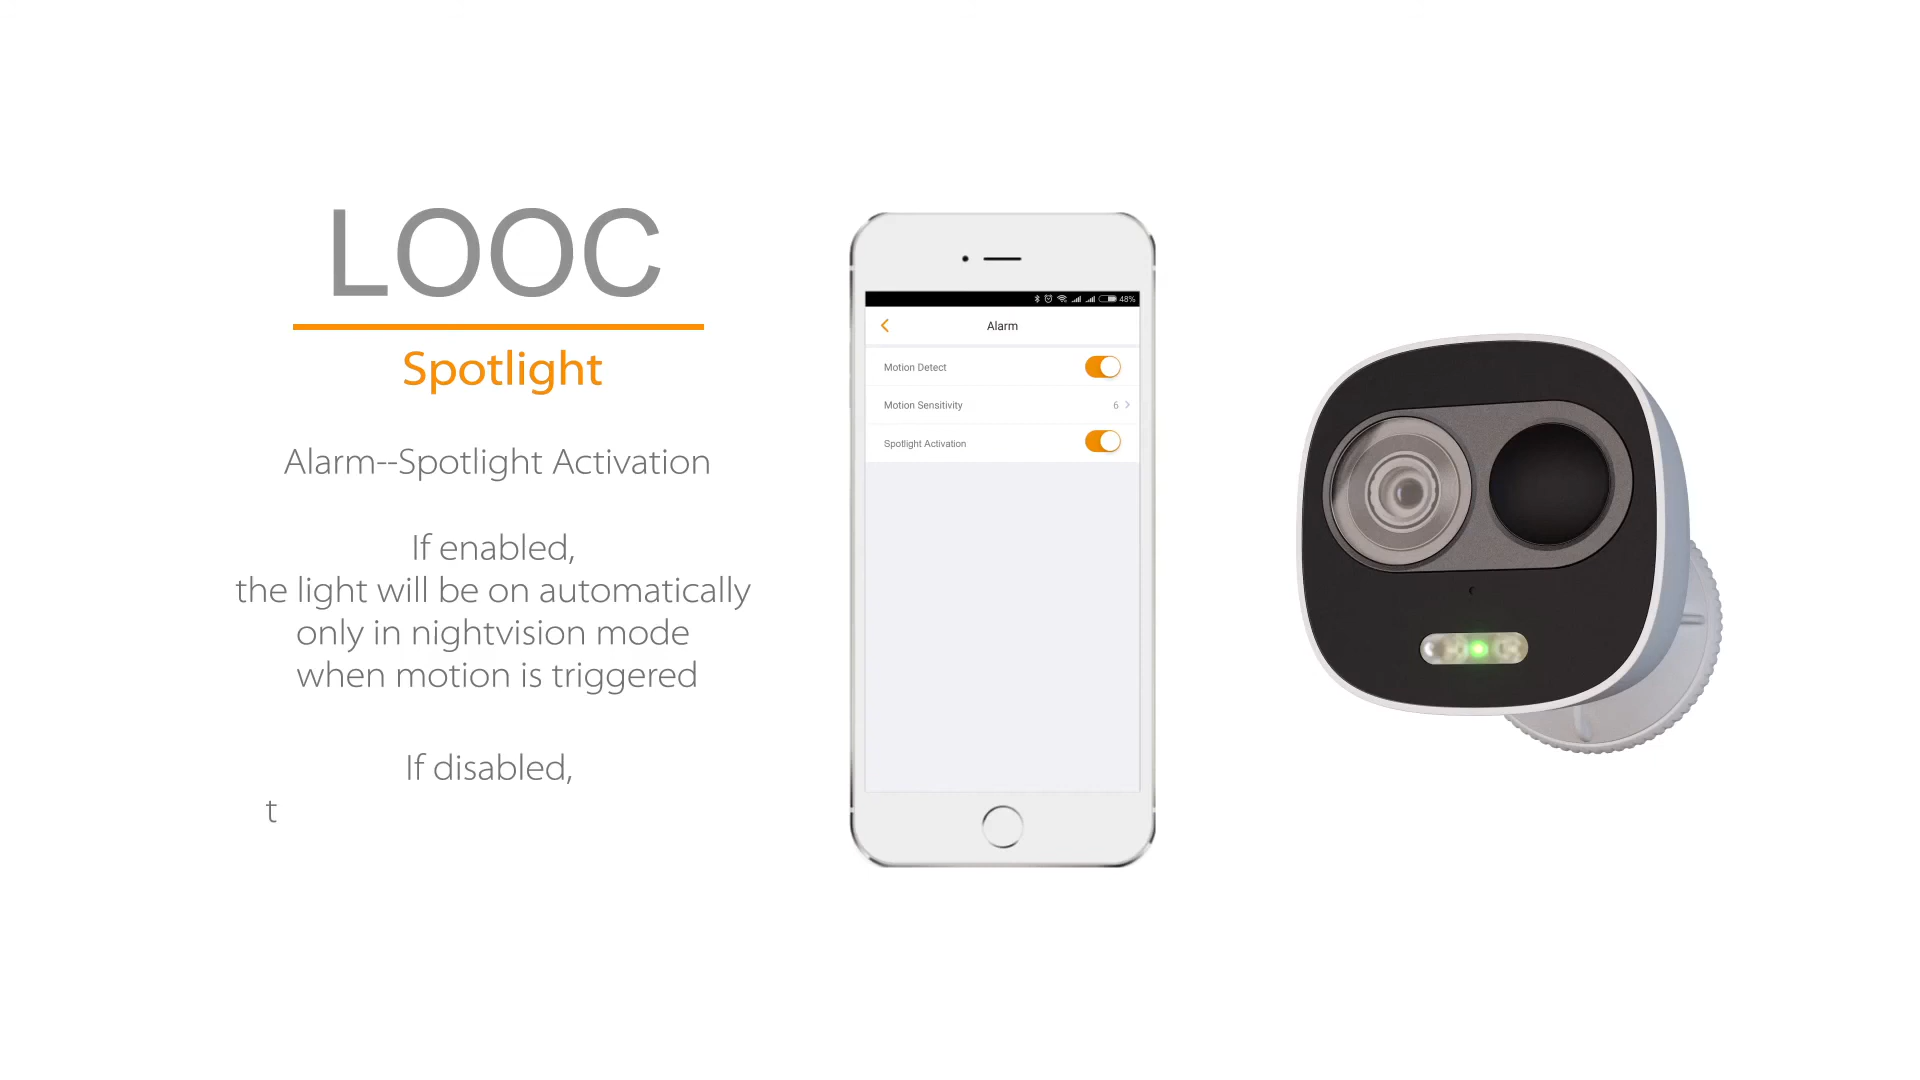 LOOC
Spotlight
Alarm--Spotlight Activation
If enabled,
the light will be on automatically
only in nightvision mode
when motion is triggered
If disabled,
t
48%
Alarm
Motion Detect
Motion Sensitivity 6
Spotlight Activation